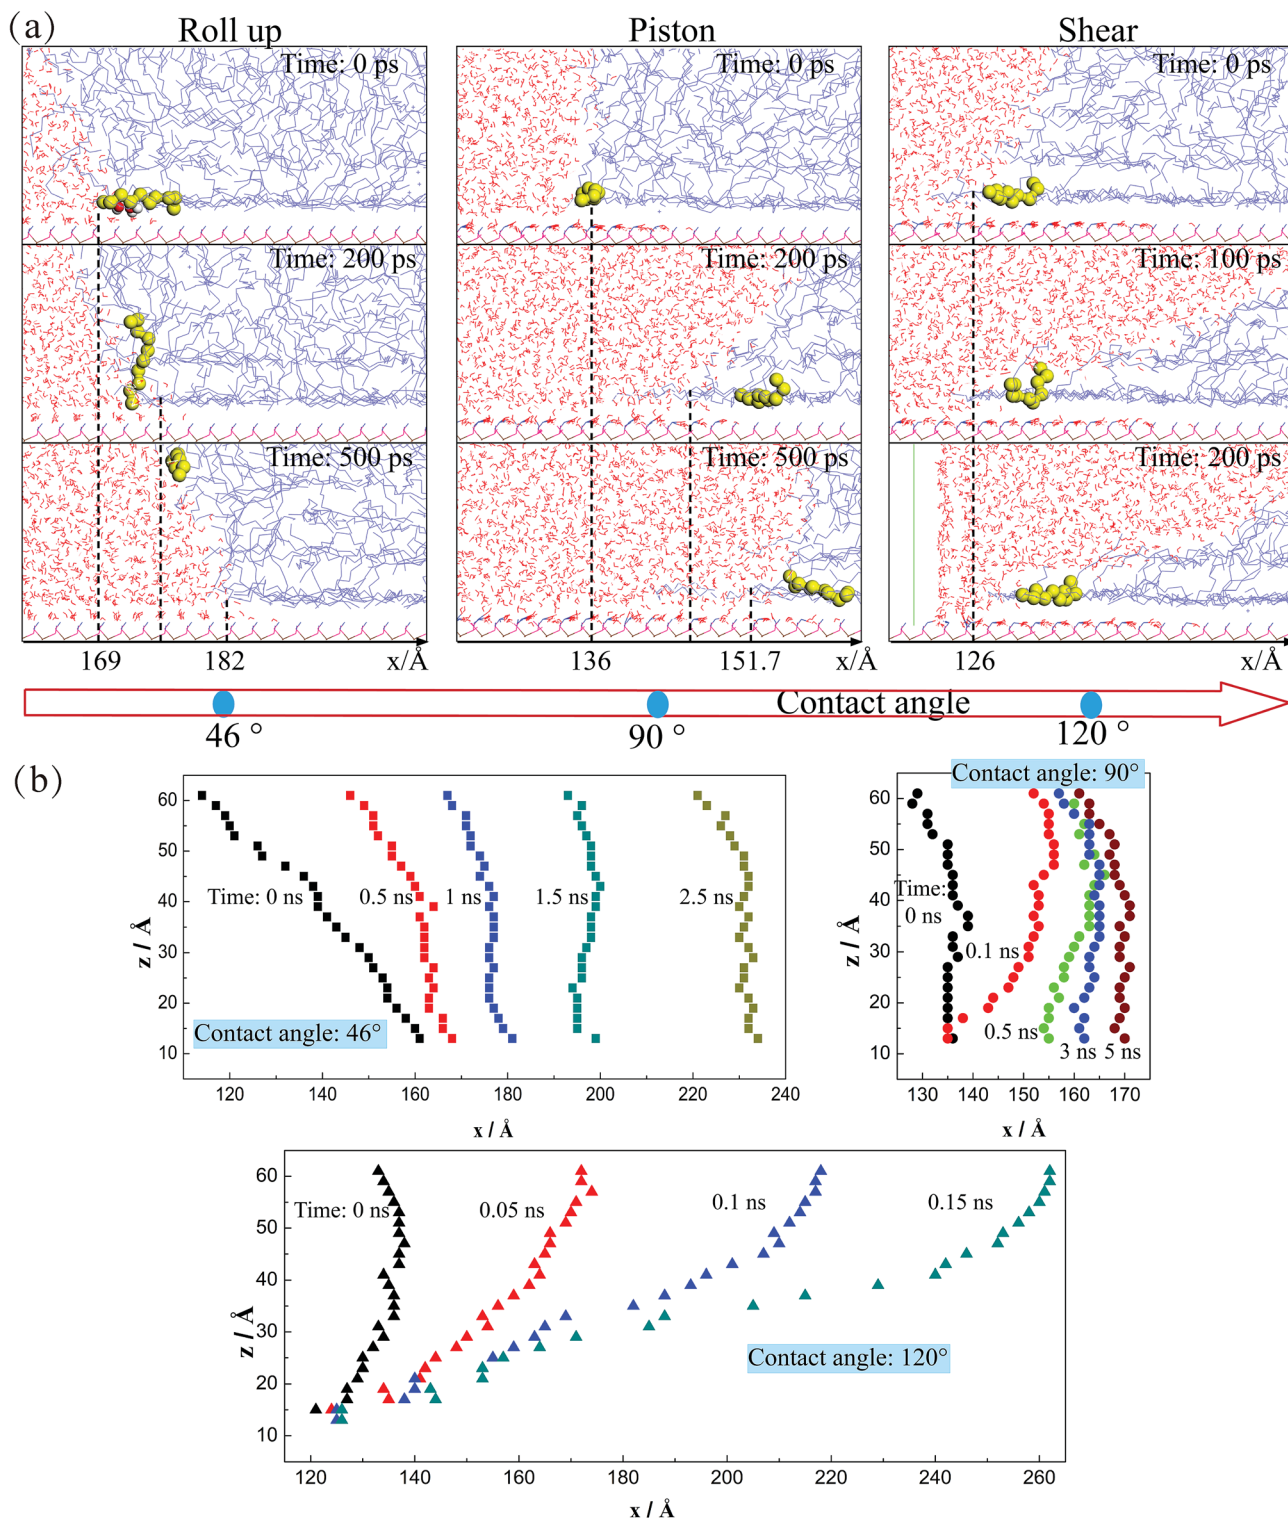 (a)
Roll up
Piston
Shear
Time: 0 ps
Time: 0 ps
Time: 0 ps
Time: 200 ps
Time: 200 ps
Time: 100 ps
Time: 500 ps
Time: 500 ps
Time: 200 ps
169 182 x/Å
136 151.7 x/Å
126 x/Å
Contact angle
46 °
90 °
120 °
(b)
60
50
40
30
20
10
z / Å
Time: 0 ns
0.5 ns
1 ns
1.5 ns
2.5 ns
Contact angle: 46°
120 140 160 180 200 220 240
x / Å
Contact angle: 90°
60
50
40
30
20
10
z / Å
Time:
0 ns
0.1 ns
0.5 ns
3 ns
5 ns
130 140 150 160 170
x / Å
60
50
40
30
20
10
z / Å
Time: 0 ns
0.05 ns
0.1 ns
0.15 ns
Contact angle: 120°
120 140 160 180 200 220 240 260
x / Å